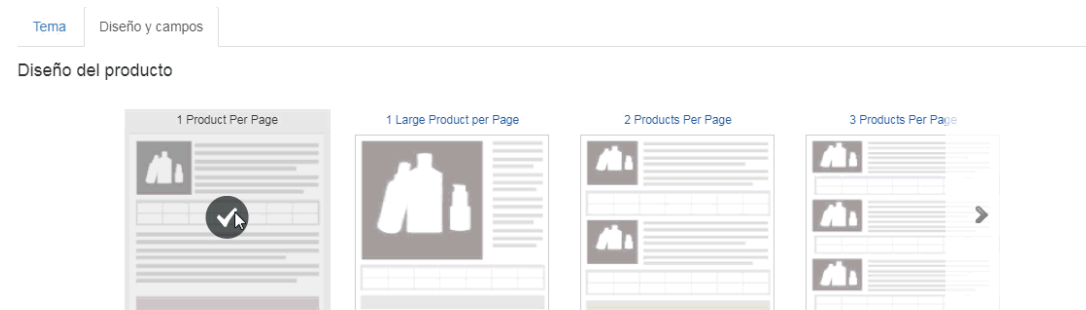 Tema
Diseño y campos
Diseño del producto
1 Product Per Page
1 Large Product per Page
2 Products Per Page
3 Products Per Page